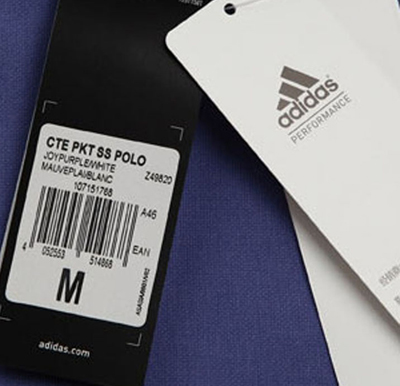 CTE PKT SS POLO
JOYPURPLE/WHITE
MAUVEPLAI/BLANC Z49820
107151768
A46
EAN
4 052553 514868
M
adidas.com
adidas
PERFORMANCE